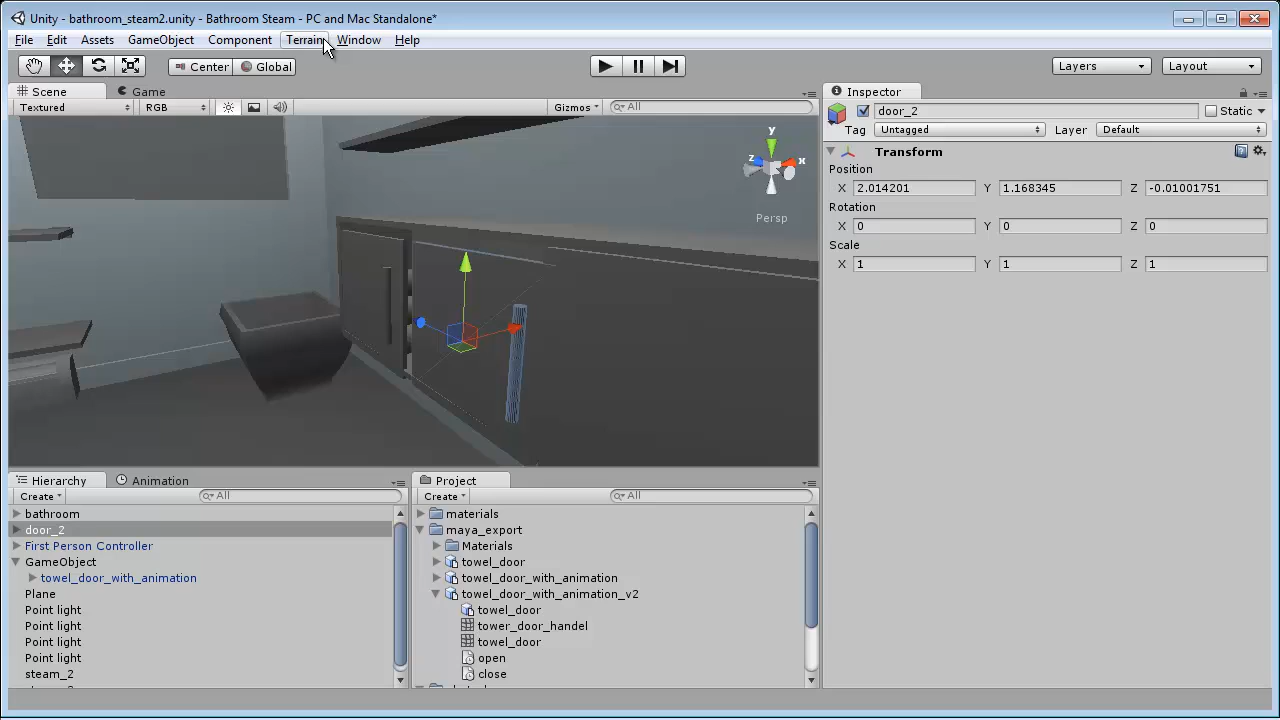 Unity - bathroom_steam2.unity - Bathroom Steam - PC and Mac Standalone*
File Edit Assets GameObject Component Terrain Window Help
Center Global Layers Layout
Scene Game Inspector
Textured RGB Gizmos All
door_2 Static
Tag Untagged Layer Default
Transform
Position
X 2.014201 Y 1.168345 Z -0.01001751
Rotation
X 0 Y 0 Z 0
Scale
X 1 Y 1 Z 1
y
z x
Persp
Hierarchy Animation Project
Create All Create All
bathroom
door_2
First Person Controller
GameObject
towel_door_with_animation
Plane
Point light
Point light
Point light
Point light
steam_2
materials
maya_export
Materials
towel_door
towel_door_with_animation
towel_door_with_animation_v2
towel_door
tower_door_handel
towel_door
open
close